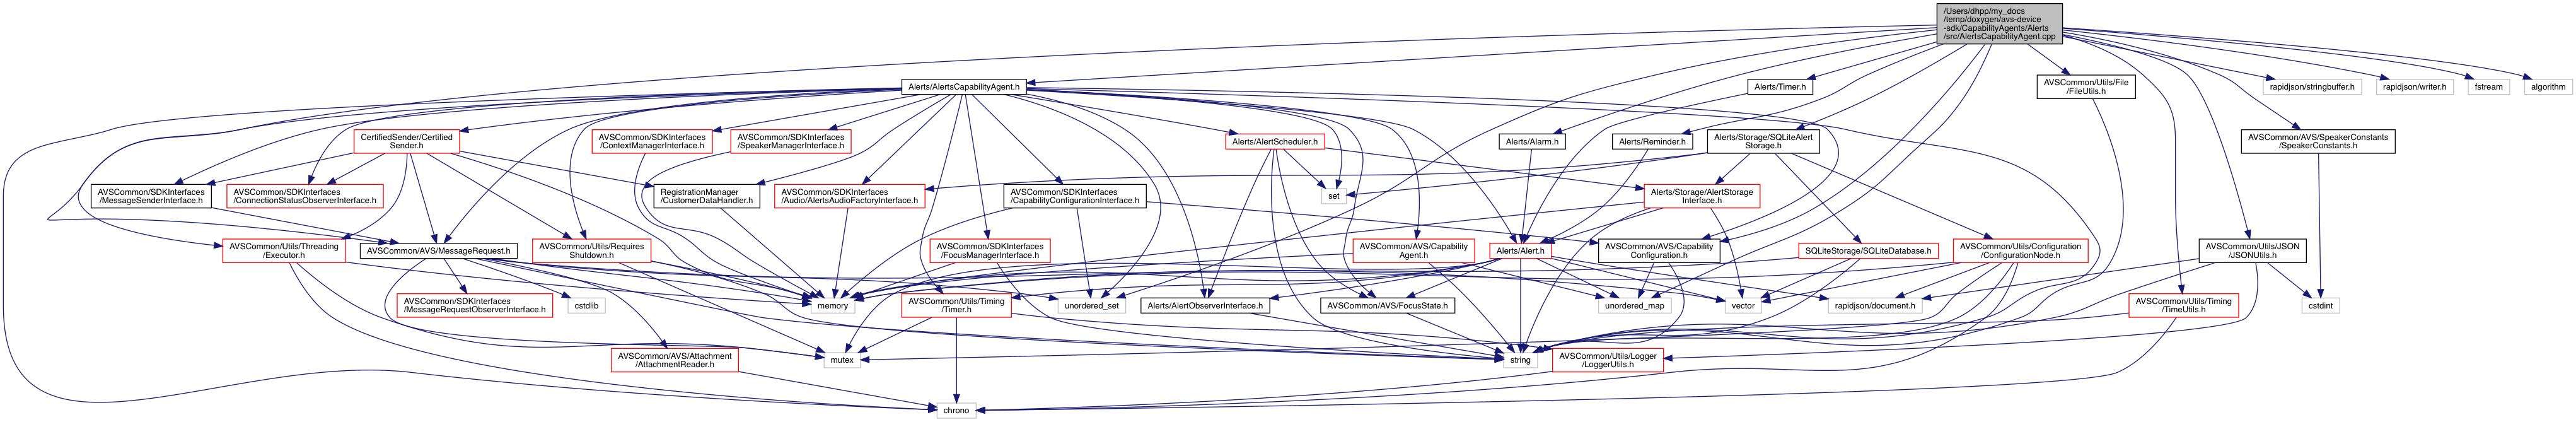 /Users/dhpp/my_docs
/temp/doxygen/avs-device
-sdk/CapabilityAgents/Alerts
/src/AlertsCapabilityAgent.cpp
Alerts/AlertsCapabilityAgent.h
Alerts/Timer.h
AVSCommon/Utils/File
/FileUtils.h
rapidjson/stringbuffer.h
rapidjson/writer.h
fstream
algorithm
CertifiedSender/Certified
Sender.h
AVSCommon/SDKInterfaces
/ContextManagerInterface.h
AVSCommon/SDKInterfaces
/SpeakerManagerInterface.h
Alerts/AlertScheduler.h
Alerts/Alarm.h
Alerts/Reminder.h
Alerts/Storage/SQLiteAlert
Storage.h
AVSCommon/AVS/SpeakerConstants
/SpeakerConstants.h
AVSCommon/SDKInterfaces
/MessageSenderInterface.h
AVSCommon/SDKInterfaces
/ConnectionStatusObserverInterface.h
RegistrationManager
/CustomerDataHandler.h
AVSCommon/SDKInterfaces
/Audio/AlertsAudioFactoryInterface.h
AVSCommon/SDKInterfaces
/CapabilityConfigurationInterface.h
set
Alerts/Storage/AlertStorage
Interface.h
AVSCommon/Utils/Threading
/Executor.h
AVSCommon/AVS/MessageRequest.h
AVSCommon/Utils/Requires
Shutdown.h
AVSCommon/SDKInterfaces
/FocusManagerInterface.h
AVSCommon/AVS/Capability
Agent.h
Alerts/Alert.h
AVSCommon/AVS/Capability
Configuration.h
SQLiteStorage/SQLiteDatabase.h
AVSCommon/Utils/Configuration
/ConfigurationNode.h
AVSCommon/Utils/JSON
/JSONUtils.h
AVSCommon/SDKInterfaces
/MessageRequestObserverInterface.h
cstdlib
memory
AVSCommon/Utils/Timing
/Timer.h
unordered_set
Alerts/AlertObserverInterface.h
AVSCommon/AVS/FocusState.h
unordered_map
vector
rapidjson/document.h
AVSCommon/Utils/Timing
/TimeUtils.h
cstdint
AVSCommon/AVS/Attachment
/AttachmentReader.h
mutex
string
AVSCommon/Utils/Logger
/LoggerUtils.h
chrono